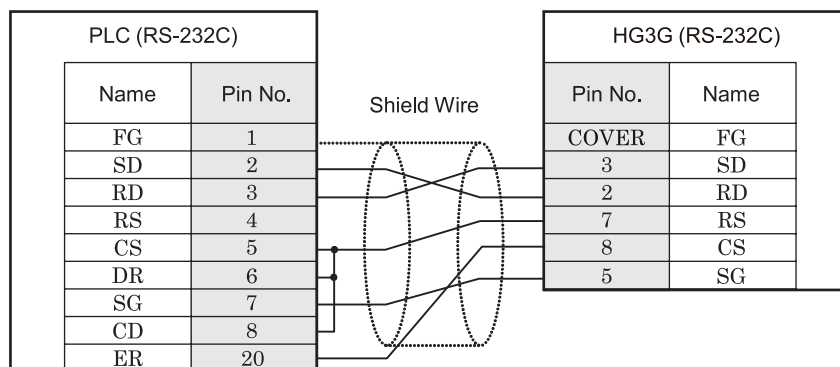 PLC (RS-232C)
Name Pin No.
FG 1
SD 2
RD 3
RS 4
CS 5
DR 6
SG 7
CD 8
ER 20
Shield Wire
HG3G (RS-232C)
Pin No. Name
COVER FG
3 SD
2 RD
7 RS
8 CS
5 SG